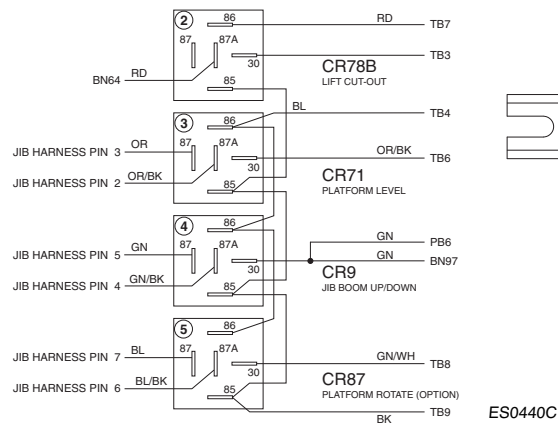 2 86 RD TB7
87 87A
30 TB3
BN64 RD 85 CR78B
LIFT CUT-OUT
BL TB4
3 86
JIB HARNESS PIN 3 OR 87 87A
30 OR/BK TB6
JIB HARNESS PIN 2 OR/BK 85 CR71
PLATFORM LEVEL
4 86
JIB HARNESS PIN 5 GN 87 87A GN PB6
30 GN BN97
JIB HARNESS PIN 4 GN/BK 85 CR9
JIB BOOM UP/DOWN
5 86
JIB HARNESS PIN 7 BL 87 87A
30 GN/WH TB8
JIB HARNESS PIN 6 BL/BK 85 CR87
PLATFORM ROTATE (OPTION)
BK TB9
ES0440C